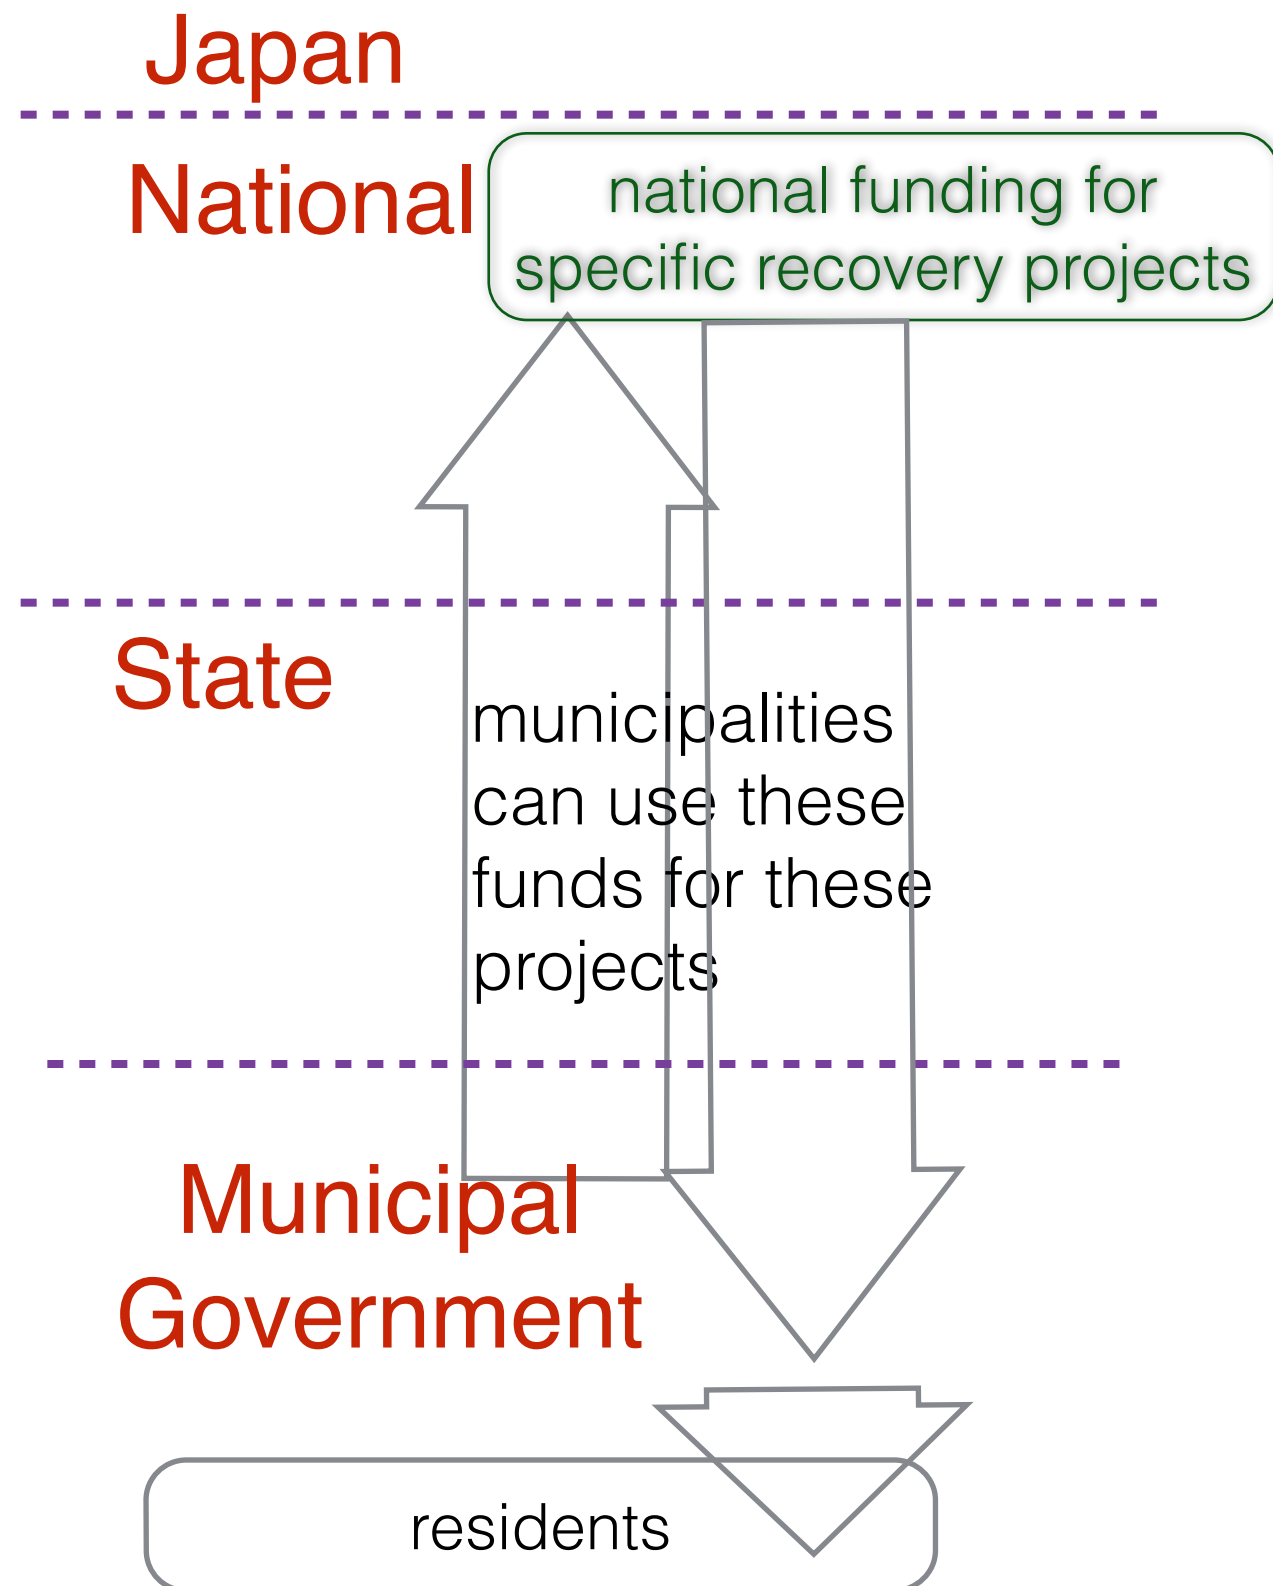 Japan
National
national funding for
specific recovery projects
State
municipalities
can use these
funds for these
projects
Municipal
Government
residents